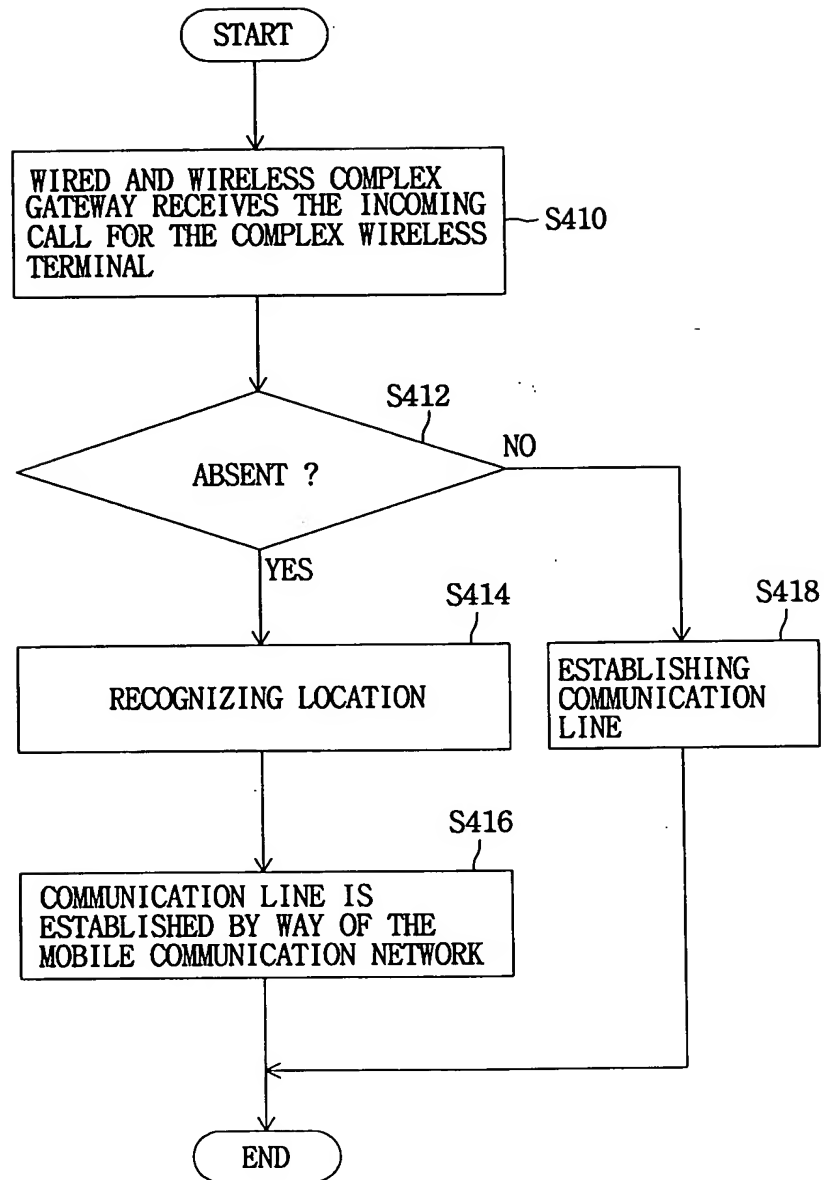 START
WIRED AND WIRELESS COMPLEX
GATEWAY RECEIVES THE INCOMING
CALL FOR THE COMPLEX WIRELESS
TERMINAL
S410
S412
ABSENT ?
NO
YES
S414
RECOGNIZING LOCATION
S418
ESTABLISHING
COMMUNICATION
LINE
S416
COMMUNICATION LINE IS
ESTABLISHED BY WAY OF THE
MOBILE COMMUNICATION NETWORK
END